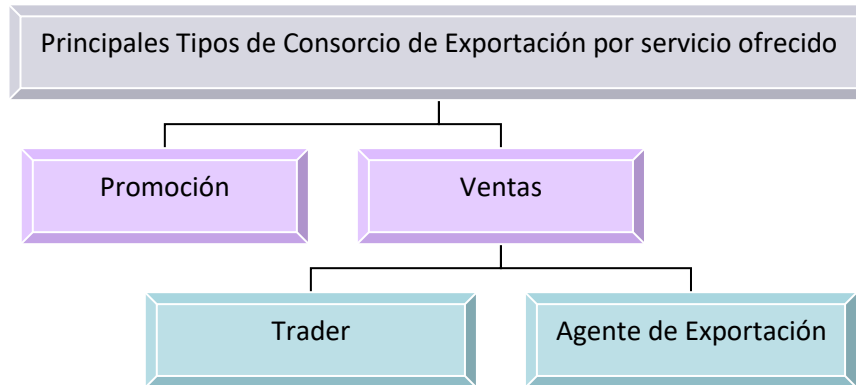 Principales Tipos de Consorcio de Exportación por servicio ofrecido
Promoción
Ventas
Trader
Agente de Exportación